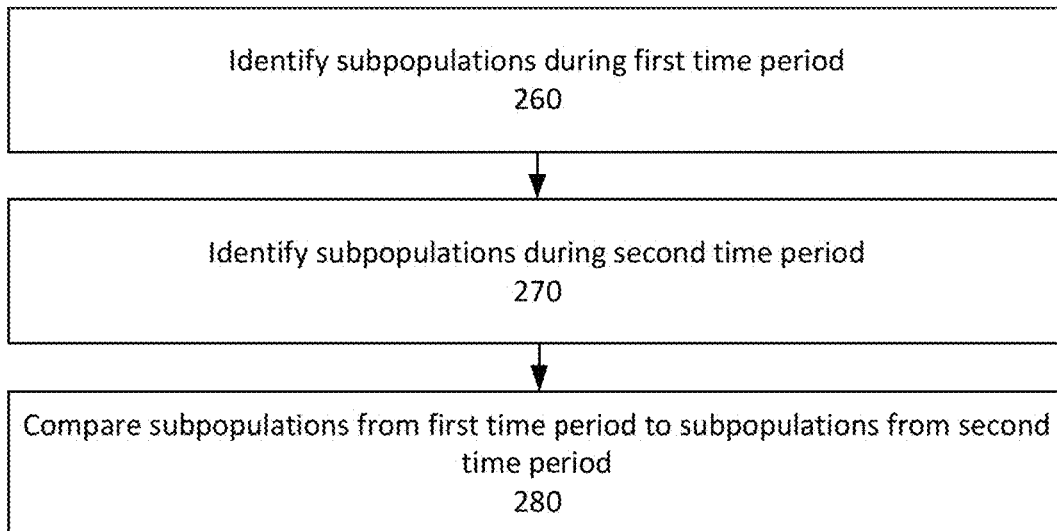 Identify subpopulations during first time period
260
Identify subpopulations during second time period
270
Compare subpopulations from first time period to subpopulations from second
time period
280